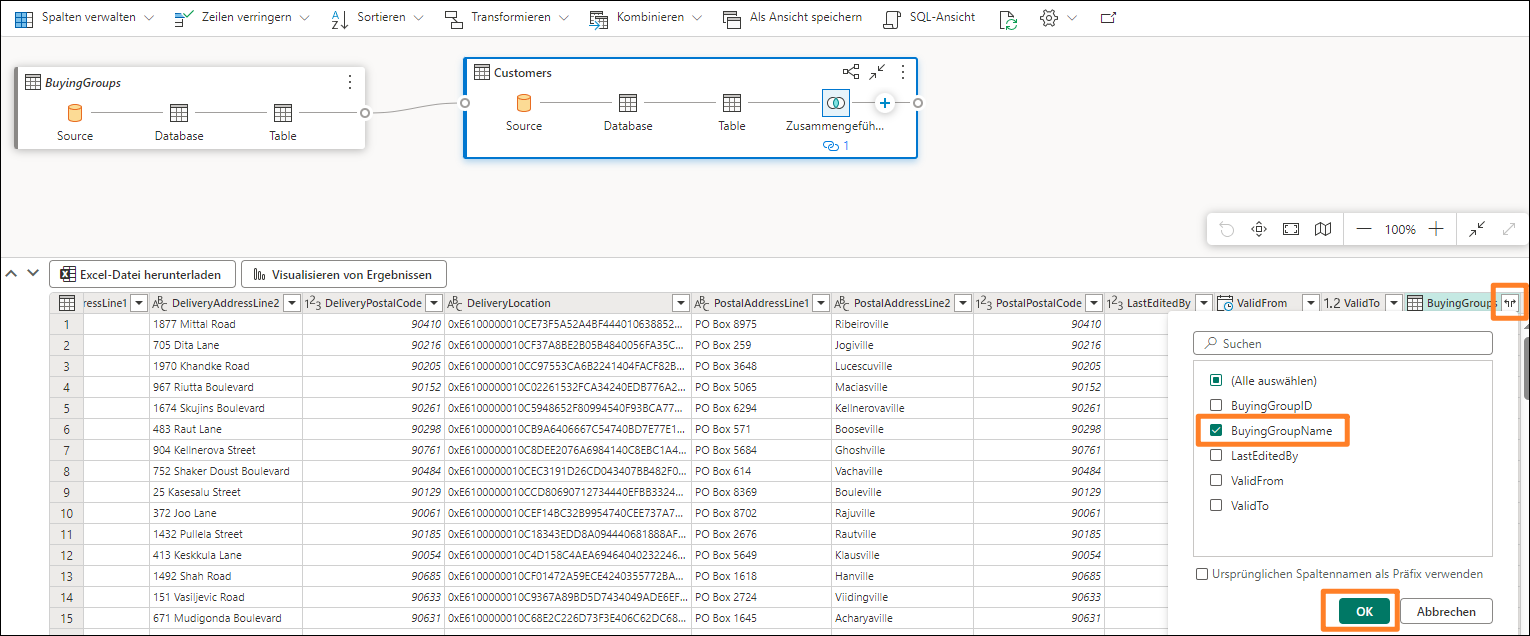 Spalten verwalten Zeilen verringern Sortieren Transformieren Kombinieren Als Ansicht speichern SQL-Ansicht
BuyingGroups
Source Database Table
Customers
Source Database Table Zusammengefüh...
1
100%
Excel-Datei herunterladen Visualisieren von Ergebnissen
ressLine1 DeliveryAddressLine2 DeliveryPostalCode DeliveryLocation PostalAddressLine1 PostalAddressLine2 PostalPostalCode LastEditedBy ValidFrom 1.2 ValidTo BuyingGroups
1 1877 Mittal Road 90410 0xE6100000010CE73F5A52A4BF444010638852... PO Box 8975 Ribeiroville 90410
2 705 Dita Lane 90216 0xE6100000010CF37A8BE2B05B4840056FA35C... PO Box 259 Jogiville 90216
3 1970 Khandke Road 90205 0xE6100000010CC97553CA6B2241404FACF82B... PO Box 3648 Lucescuville 90205
4 967 Riutta Boulevard 90152 0xE6100000010C02261532FCA34240EDB776A2... PO Box 5065 Maciasville 90152
5 1674 Skujins Boulevard 90261 0xE6100000010C5948652F80994540F93BCA77... PO Box 6294 Kellnerovaville 90261
6 483 Raut Lane 90298 0xE6100000010CB9A6406667C54740BD7E77E1... PO Box 571 Booseville 90298
7 904 Kellnerova Street 90761 0xE6100000010C8DEE2076A6984140C8EBC1A4... PO Box 5684 Ghoshville 90761
8 752 Shaker Doust Boulevard 90484 0xE6100000010CEC3191D26CD043407BB482F0... PO Box 614 Vachaville 90484
9 25 Kasesalu Street 90129 0xE6100000010CCD80690712734440EFBB3324... PO Box 8369 Bouleville 90129
10 372 Joo Lane 90061 0xE6100000010CEF14BC32B9954740CEE737A7... PO Box 8702 Rajuville 90061
11 1432 Pullela Street 90185 0xE6100000010C18343EDD8A094440681888AF... PO Box 2676 Rautville 90185
12 413 Keskkula Lane 90054 0xE6100000010C4D158C4AEA69464040232246... PO Box 5649 Klausville 90054
13 1492 Shah Road 90685 0xE6100000010CF01472A59ECE4240355772BA... PO Box 1618 Hanville 90685
14 151 Vasiljevic Road 90633 0xE6100000010C9367A89BD5D7434049ADE6EF... PO Box 2724 Viidingville 90633
15 671 Mudigonda Boulevard 90631 0xE6100000010C68E2C226D73F3E406C62DC68... PO Box 1645 Acharyaville 90631
Suchen
(Alle auswählen)
BuyingGroupID
BuyingGroupName
LastEditedBy
ValidFrom
ValidTo
Ursprünglichen Spaltennamen als Präfix verwenden
OK Abbrechen